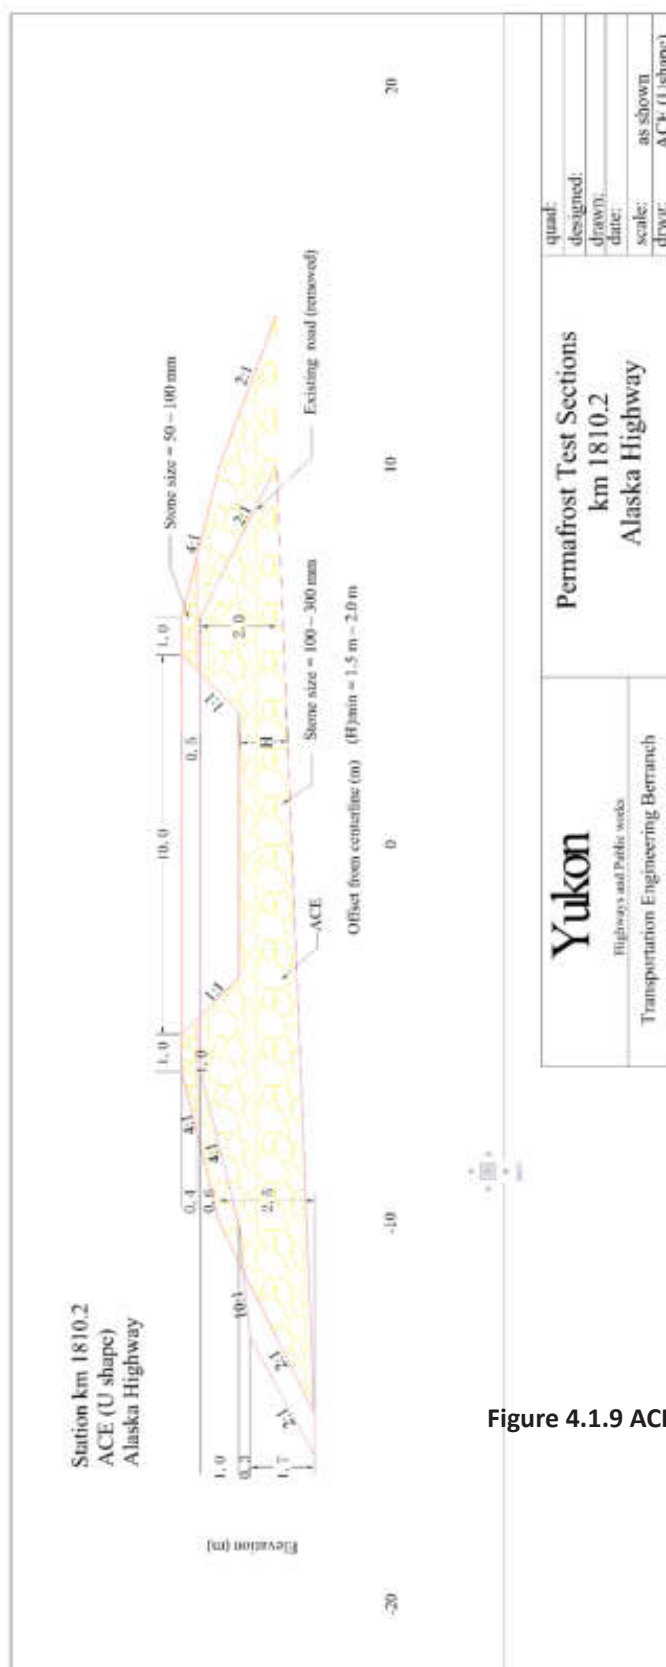 Station km 1810.2
ACE (U shape)
Alaska Highway
Elevation (m)
1.0
0.2
1.7
2:1
2:1
10:1
4:1
4:1
0.4
0.6
2.5
1.0
1.0
1:1
10.0
0.5
1:1
H
1.0
2.0
4:1
2:1
2:1
Stone size = 50 – 100 mm
Existing road (removed)
Stone size = 100 – 300 mm
ACE
Offset from centerline (m) (H)min = 1.5 m – 2.0 m
-20
-10
0
10
20
Yukon
Highways and Public works
Transportation Engineering Berranch
Permafrost Test Sections
km 1810.2
Alaska Highway
quad:
designed:
drawn:
date:
scale: as shown
drwg: ACE (U shape)
Figure 4.1.9 ACE